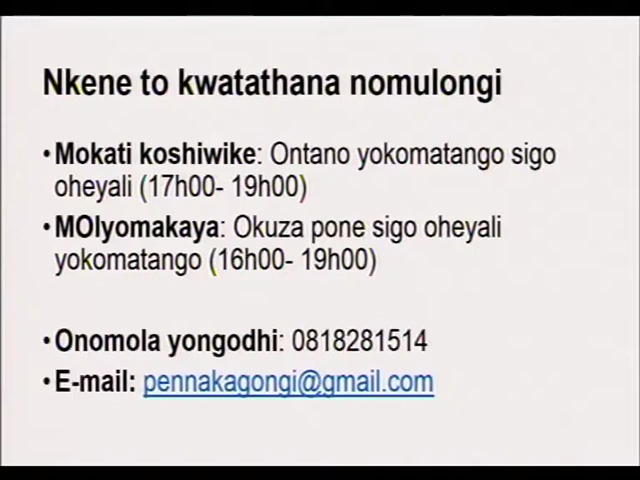 Nkene to kwatathana nomulongi
•Mokati koshiwike: Ontano yokomatango sigo
oheyali (17h00- 19h00)
•MOlyomakaya: Okuza pone sigo oheyali
yokomatango (16h00- 19h00)
•Onomola yongodhi: 0818281514
•E-mail: pennakagongi@gmail.com